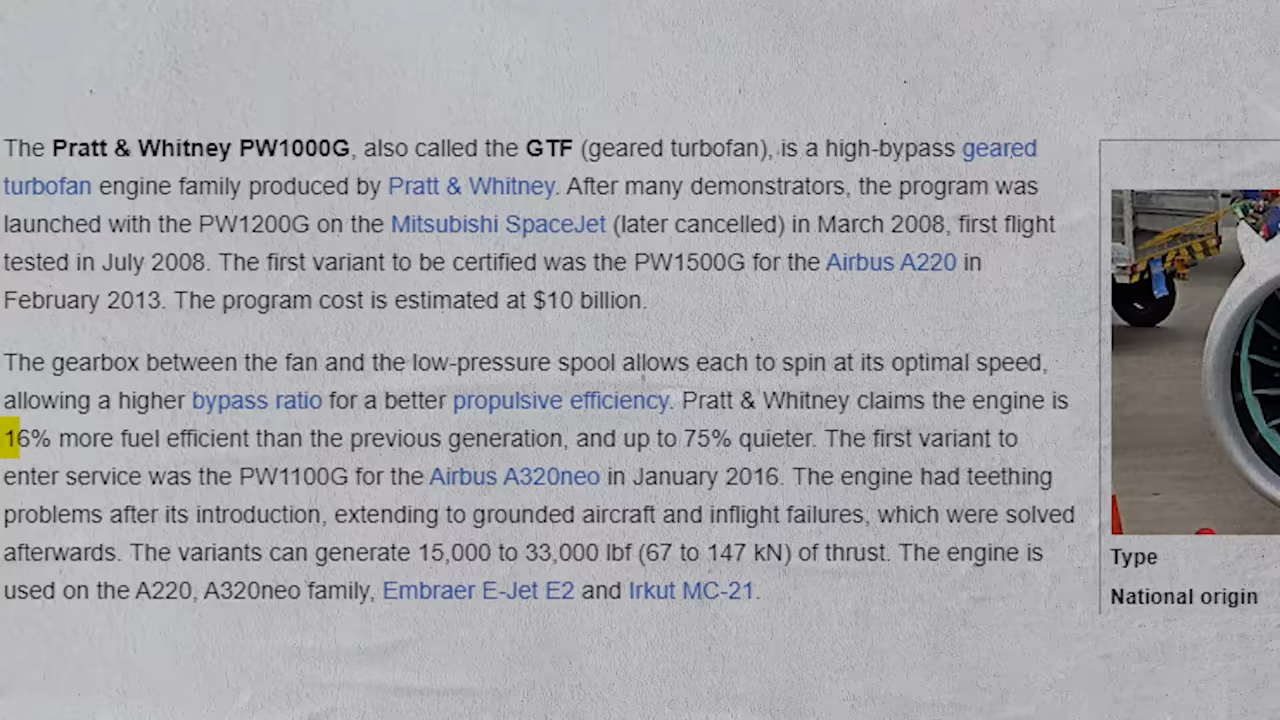 The Pratt & Whitney PW1000G, also called the GTF (geared turbofan), is a high-bypass geared
turbofan engine family produced by Pratt & Whitney. After many demonstrators, the program was
launched with the PW1200G on the Mitsubishi SpaceJet (later cancelled) in March 2008, first flight
tested in July 2008. The first variant to be certified was the PW1500G for the Airbus A220 in
February 2013. The program cost is estimated at $10 billion.
The gearbox between the fan and the low-pressure spool allows each to spin at its optimal speed,
allowing a higher bypass ratio for a better propulsive efficiency. Pratt & Whitney claims the engine is
16% more fuel efficient than the previous generation, and up to 75% quieter. The first variant to
enter service was the PW1100G for the Airbus A320neo in January 2016. The engine had teething
problems after its introduction, extending to grounded aircraft and inflight failures, which were solved
afterwards. The variants can generate 15,000 to 33,000 lbf (67 to 147 kN) of thrust. The engine is
used on the A220, A320neo family, Embraer E-Jet E2 and Irkut MC-21.
Type
National origin